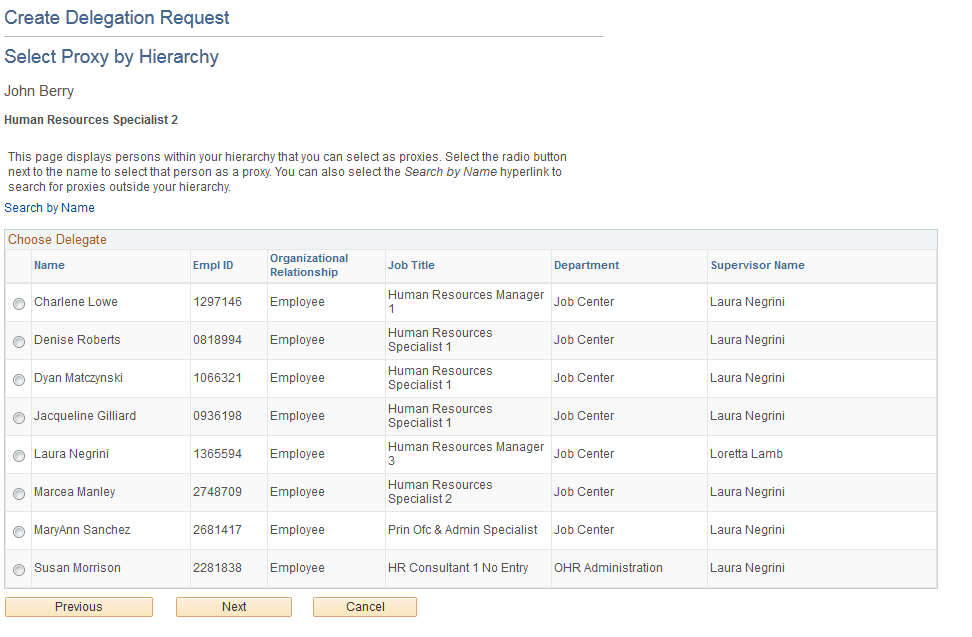 Create Delegation Request
Select Proxy by Hierarchy
John Berry
Human Resources Specialist 2
This page displays persons within your hierarchy that you can select as proxies. Select the radio button
next to the name to select that person as a proxy. You can also select the Search by Name hyperlink to
search for proxies outside your hierarchy.
Search by Name
Choose Delegate
Name Empl ID Organizational Relationship Job Title Department Supervisor Name
Charlene Lowe 1297146 Employee Human Resources Manager 1 Job Center Laura Negrini
Denise Roberts 0818994 Employee Human Resources Specialist 1 Job Center Laura Negrini
Dyan Matczynski 1066321 Employee Human Resources Specialist 1 Job Center Laura Negrini
Jacqueline Gilliard 0936198 Employee Human Resources Specialist 1 Job Center Laura Negrini
Laura Negrini 1365594 Employee Human Resources Manager 3 Job Center Loretta Lamb
Marcea Manley 2748709 Employee Human Resources Specialist 2 Job Center Laura Negrini
MaryAnn Sanchez 2681417 Employee Prin Ofc & Admin Specialist Job Center Laura Negrini
Susan Morrison 2281838 Employee HR Consultant 1 No Entry OHR Administration Laura Negrini
Previous Next Cancel